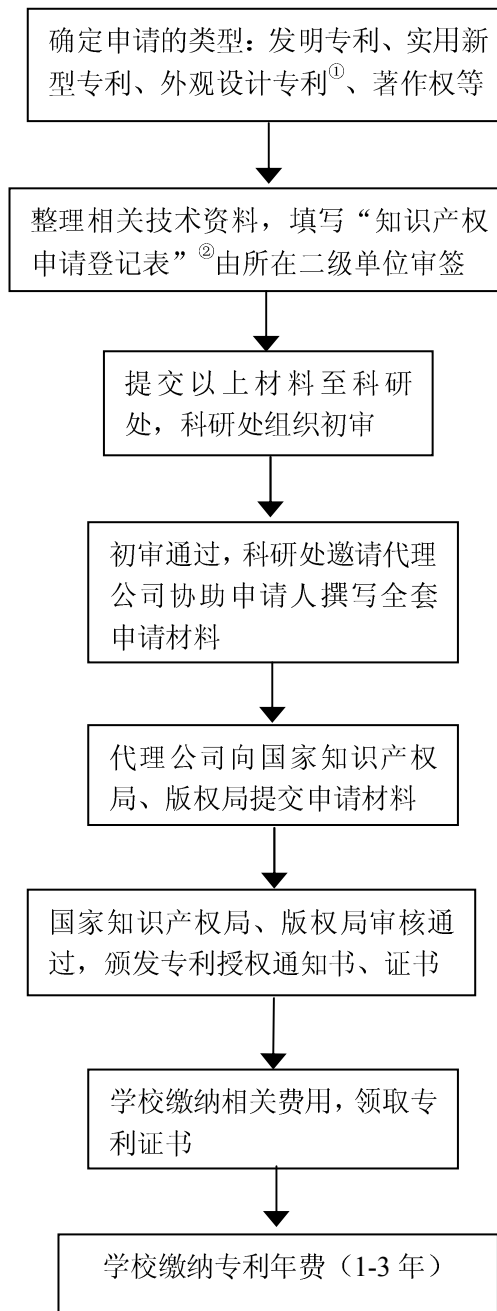 确定申请的类型：发明专利、实用新
型专利、外观设计专利①、著作权等
整理相关技术资料，填写“知识产权
申请登记表”②由所在二级单位审签
提交以上材料至科研
处，科研处组织初审
初审通过，科研处邀请代理
公司协助申请人撰写全套
申请材料
代理公司向国家知识产权
局、版权局提交申请材料
国家知识产权局、版权局审核通
过，颁发专利授权通知书、证书
学校缴纳相关费用，领取专
利证书
学校缴纳专利年费（1-3 年）